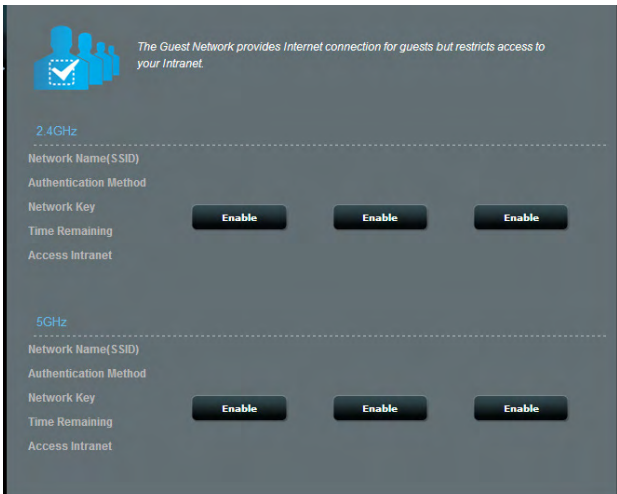 The Guest Network provides Internet connection for guests but restricts access to
your Intranet.
2.4GHz
Network Name(SSID)
Authentication Method
Network Key
Enable Enable Enable
Time Remaining
Access Intranet
5GHz
Network Name(SSID)
Authentication Method
Network Key
Enable Enable Enable
Time Remaining
Access Intranet